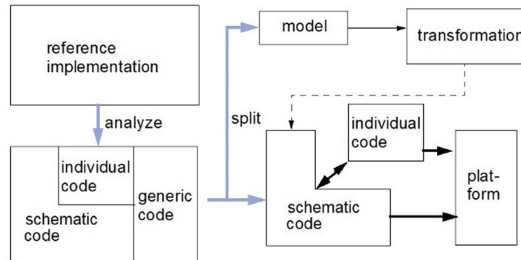 reference
implementation
analyze
individual
code
generic
code
schematic
code
split
model
transformation
individual
code
schematic
code
plat-
form